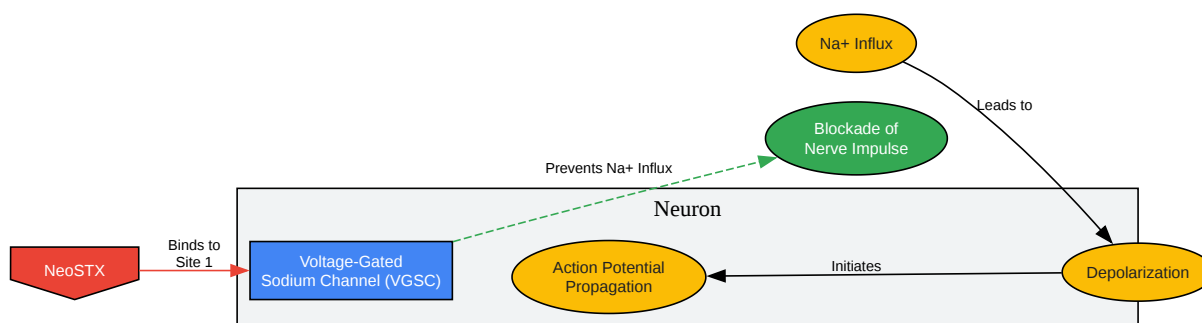 Na+ Influx
Leads to
Blockade of
Nerve Impulse
Prevents Na+ Influx
Neuron
Binds to
Site 1
NeoSTX
Voltage-Gated
Sodium Channel (VGSC)
Action Potential
Propagation
Initiates
Depolarization